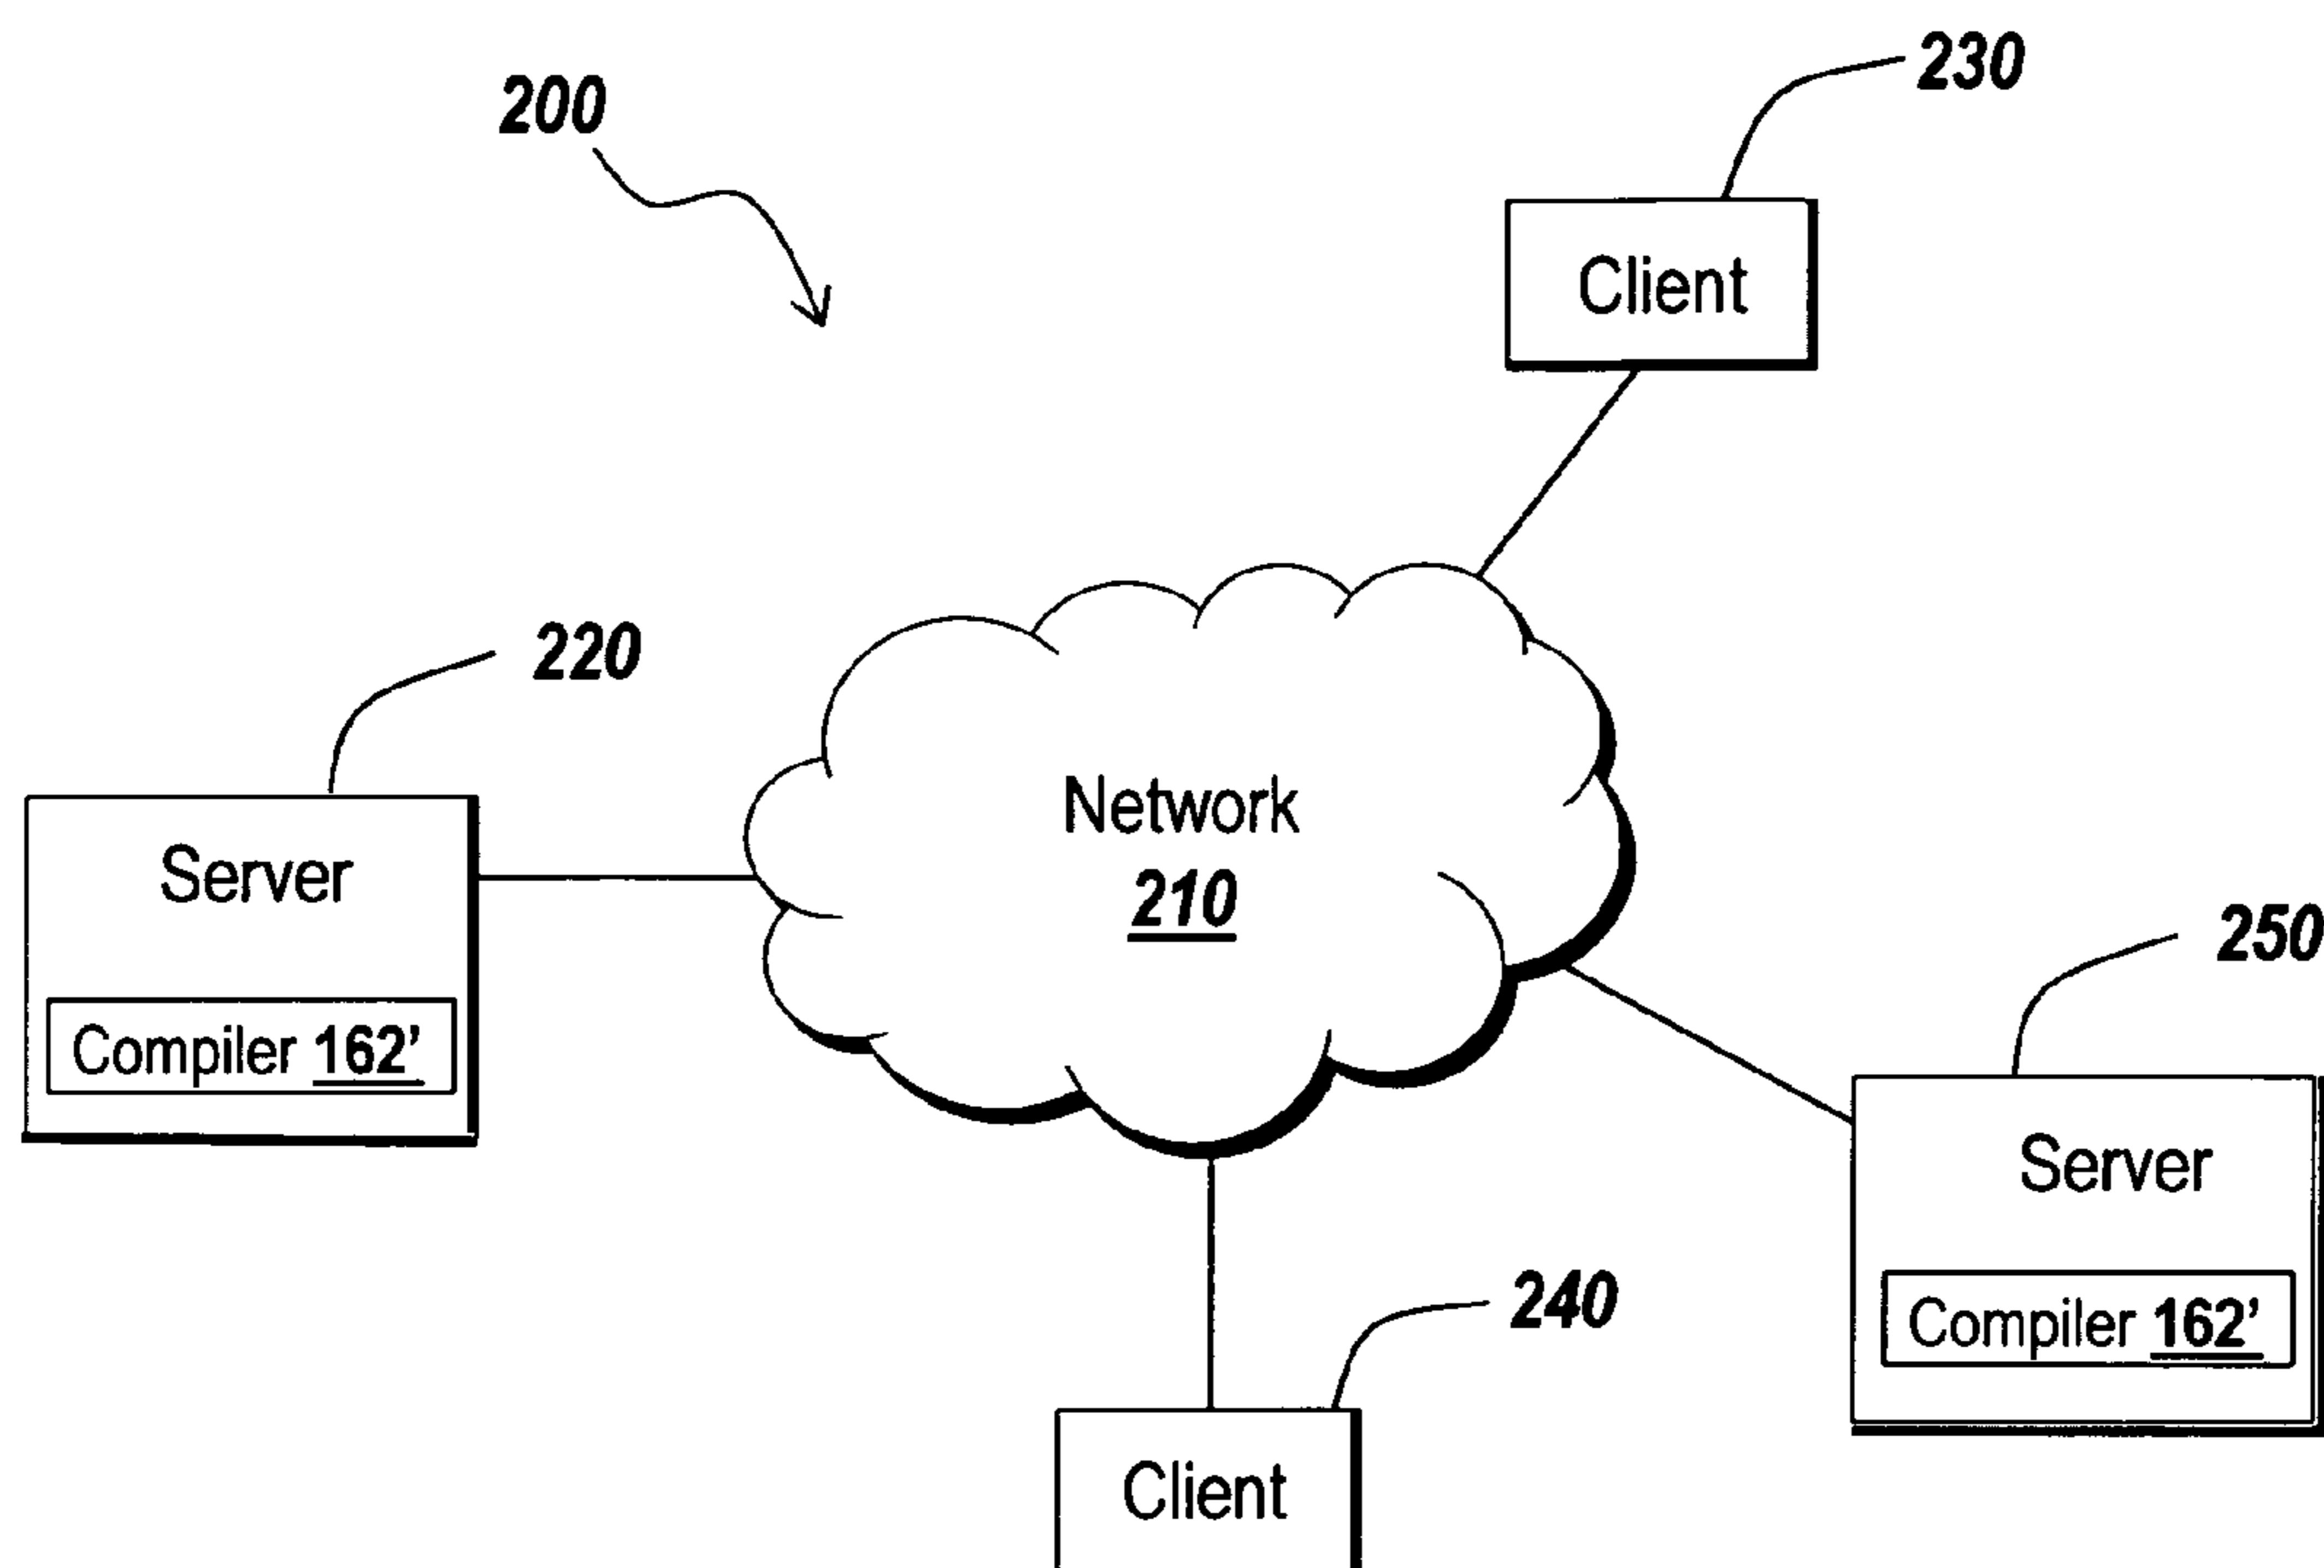 230
200
Client
220
Network
210
Server
250
Compiler 162’
Server
240
Compiler 162’
Client